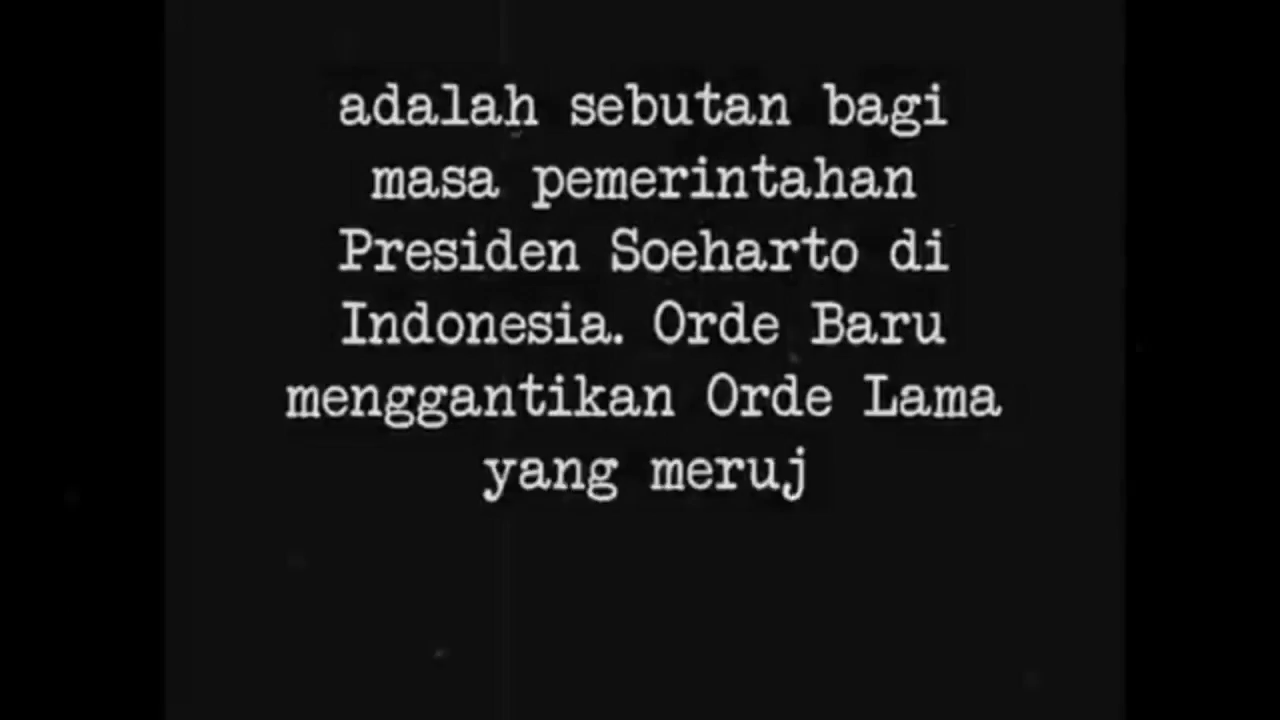 adalah sebutan bagi
masa pemerintahan
Presiden Soeharto di
Indonesia. Orde Baru
menggantikan Orde Lama
yang meruj